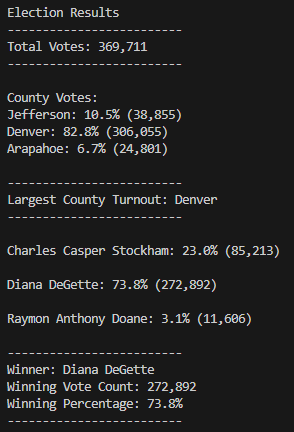 Election Results
-------------------------
Total Votes: 369,711
-------------------------
County Votes:
Jefferson: 10.5% (38,855)
Denver: 82.8% (306,055)
Arapahoe: 6.7% (24,801)
-------------------------
Largest County Turnout: Denver
-------------------------
Charles Casper Stockham: 23.0% (85,213)
Diana DeGette: 73.8% (272,892)
Raymon Anthony Doane: 3.1% (11,606)
-------------------------
Winner: Diana DeGette
Winning Vote Count: 272,892
Winning Percentage: 73.8%
-------------------------